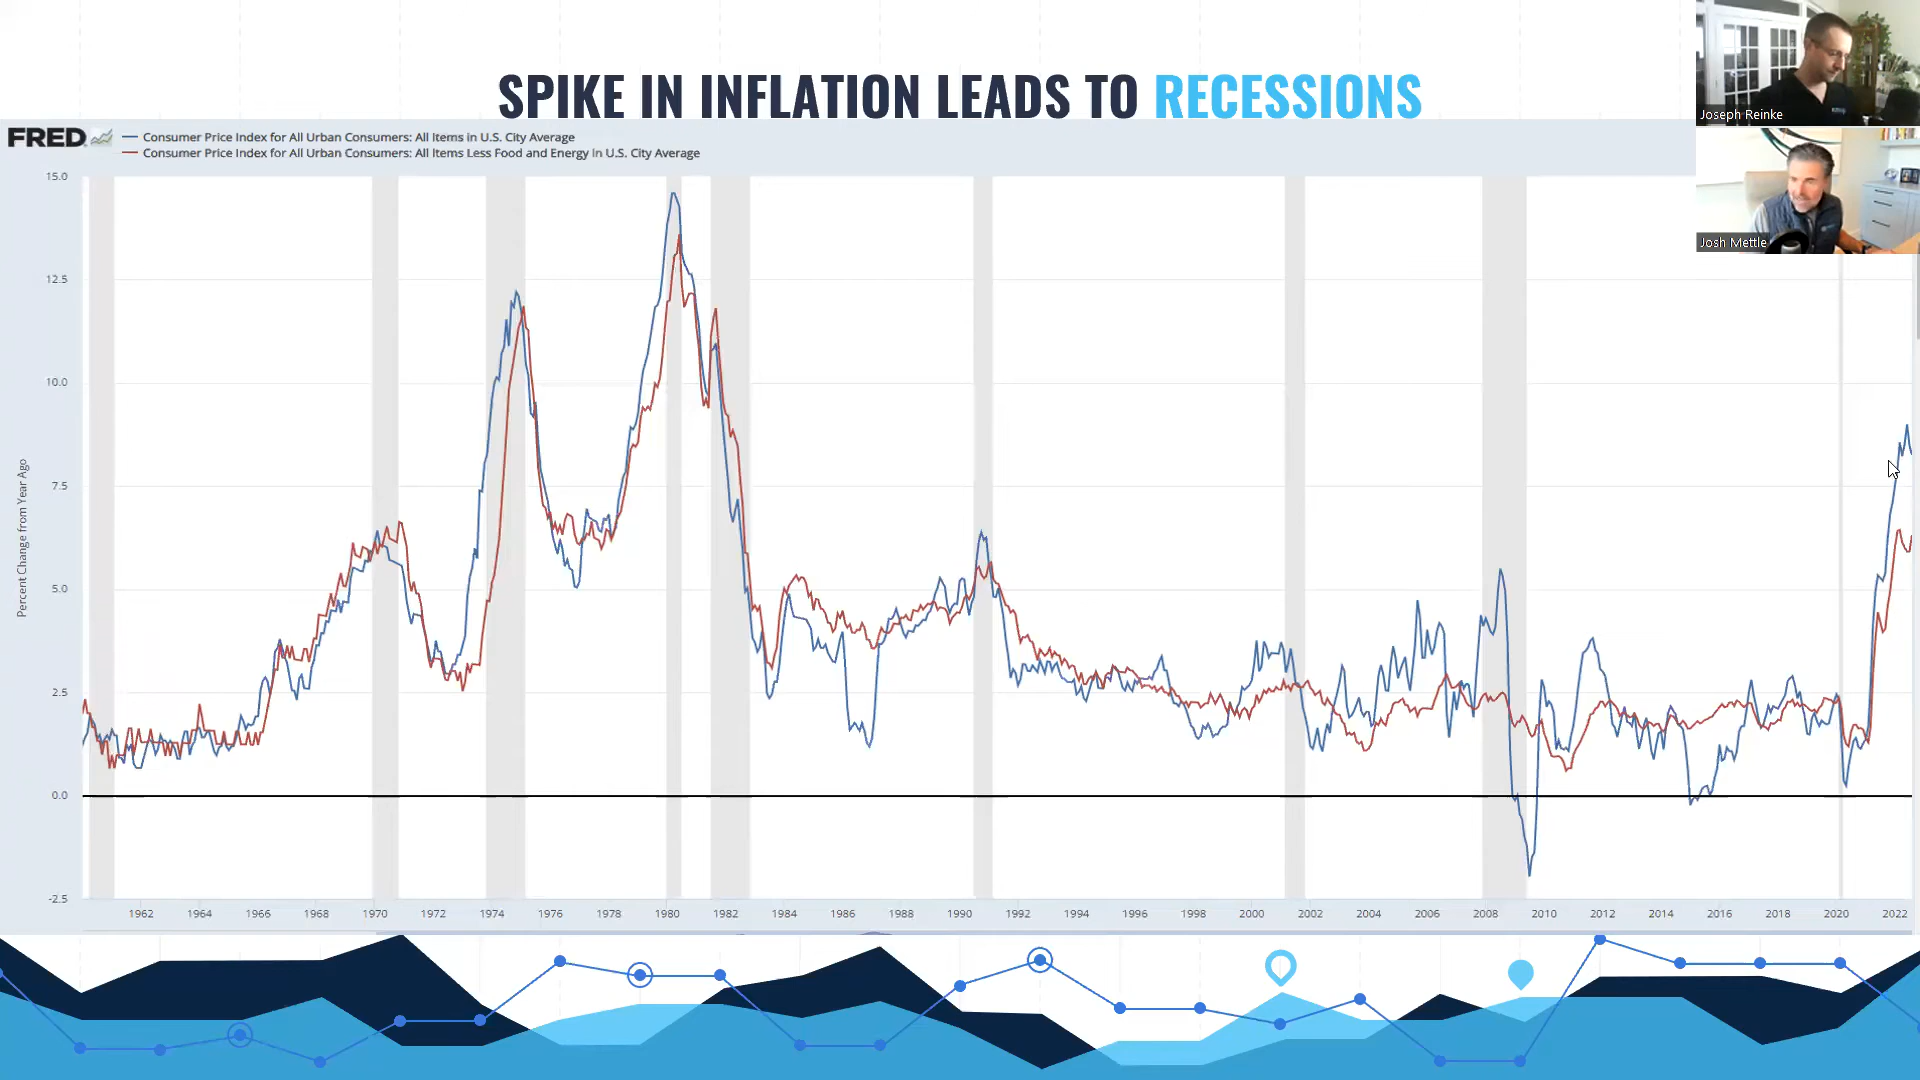 SPIKE IN INFLATION LEADS TO RECESSIONS
Joseph Reinke
Josh Mettle
FRED
Consumer Price Index for All Urban Consumers: All Items in U.S. City Average
Consumer Price Index for All Urban Consumers: All Items Less Food and Energy in U.S. City Average
Percent Change from Year Ago
15.0
12.5
10.0
7.5
5.0
2.5
0.0
-2.5
1962 1964 1966 1968 1970 1972 1974 1976 1978 1980 1982 1984 1986 1988 1990 1992 1994 1996 1998 2000 2002 2004 2006 2008 2010 2012 2014 2016 2018 2020 2022